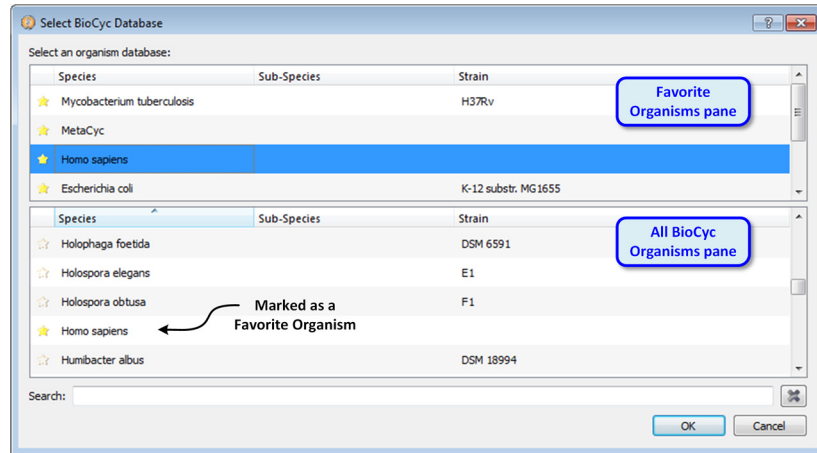 Select BioCyc Database
Select an organism database:
Species Sub-Species Strain
Mycobacterium tuberculosis H37Rv
MetaCyc
Homo sapiens
Escherichia coli K-12 substr. MG1655
Favorite
Organisms pane
Species Sub-Species Strain
Holophaga foetida DSM 6591
Holospora elegans E1
Holospora obtusa F1
Homo sapiens
Humibacter albus DSM 18994
All BioCyc
Organisms pane
Marked as a
Favorite Organism
Search:
OK Cancel